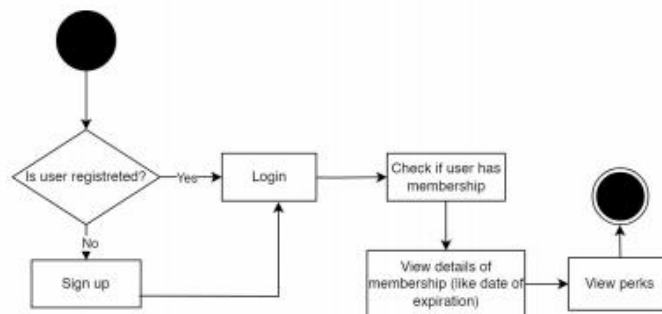 Is user registreted?
Yes
Login
Check if user has
membership
No
Sign up
View details of
membership (like date of
expiration)
View perks